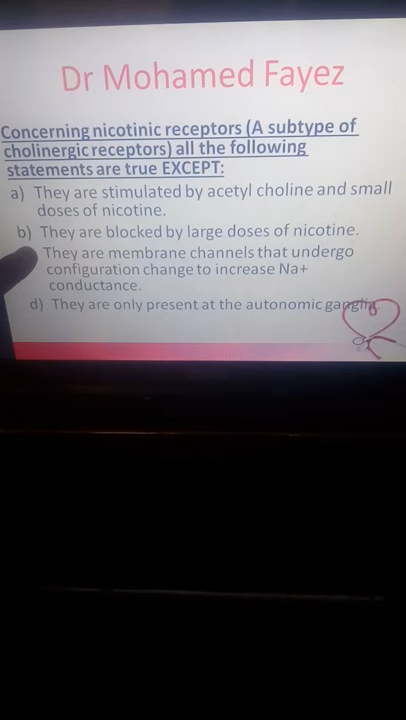 Dr Mohamed Fayez
Concerning nicotinic receptors (A subtype of
cholinergic receptors) all the following
statements are true EXCEPT:
a) They are stimulated by acetyl choline and small
doses of nicotine.
b) They are blocked by large doses of nicotine.
They are membrane channels that undergo
configuration change to increase Na+
conductance.
d) They are only present at the autonomic ganglia.